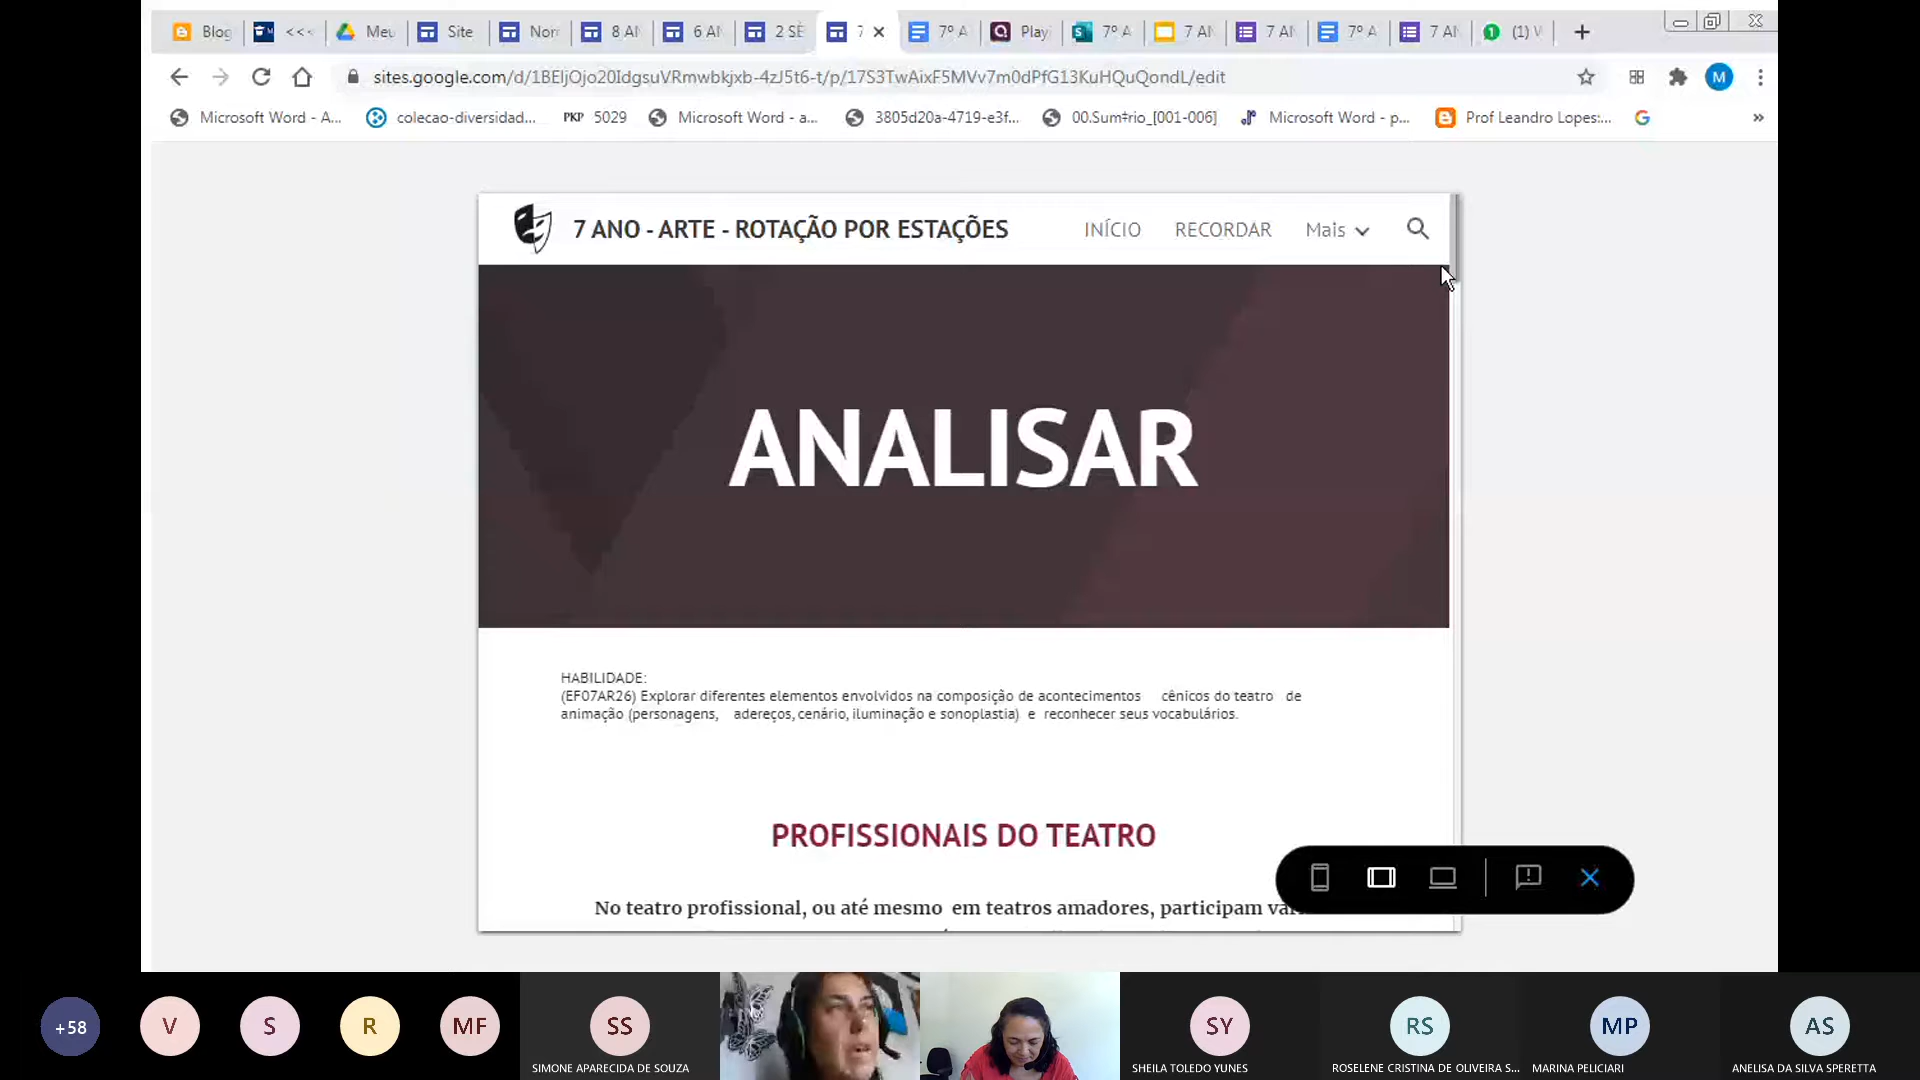 Blog
<<<
Meu
Site
Nor
8 AN
6 AN
2 SÉ
7
7º A
Play
7º A
7 AN
7 AN
7º A
7 AN
(1) W
sites.google.com/d/1BEljOjo20IdgsuVRmwbkjxb-4zJ5t6-t/p/17S3TwAixF5MVv7m0dPfG13KuHQuQondL/edit
M
Microsoft Word - A...
colecao-diversidad...
PKP 5029
Microsoft Word - a...
3805d20a-4719-e3f...
00.Sum‡rio_[001-006]
Microsoft Word - p...
Prof Leandro Lopes:...
»
7 ANO - ARTE - ROTAÇÃO POR ESTAÇÕES
INÍCIO
RECORDAR
Mais
ANALISAR
HABILIDADE:
(EF07AR26) Explorar diferentes elementos envolvidos na composição de acontecimentos cênicos do teatro de
animação (personagens, adereços, cenário, iluminação e sonoplastia) e reconhecer seus vocabulários.
PROFISSIONAIS DO TEATRO
No teatro profissional, ou até mesmo em teatros amadores, participam
+58
V
S
R
MF
SS
SIMONE APARECIDA DE SOUZA
SY
SHEILA TOLEDO YUNES
RS
ROSELENE CRISTINA DE OLIVEIRA S...
MP
MARINA PELICIARI
AS
ANELISA DA SILVA SPERETTA